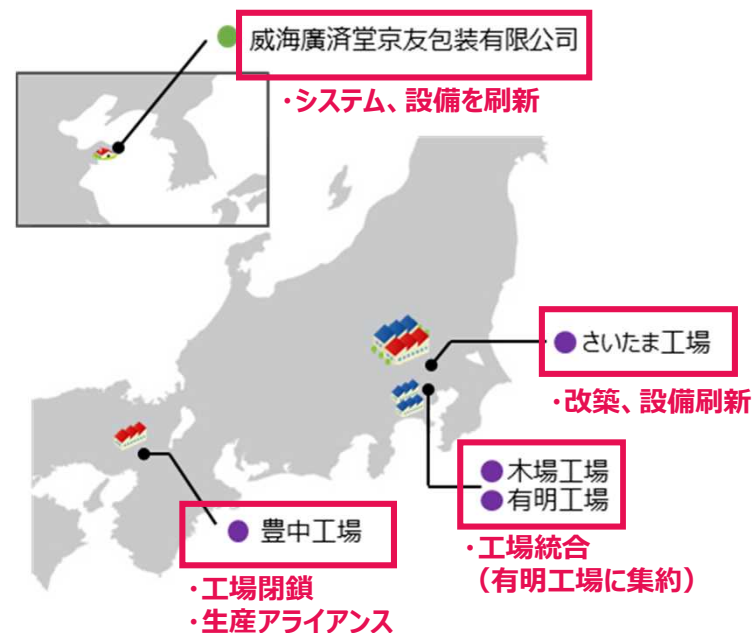 威海廣済堂京友包装有限公司
・システム、設備を刷新
さいたま工場
・改築、設備刷新
木場工場
有明工場
・工場統合
（有明工場に集約）
豊中工場
・工場閉鎖
・生産アライアンス